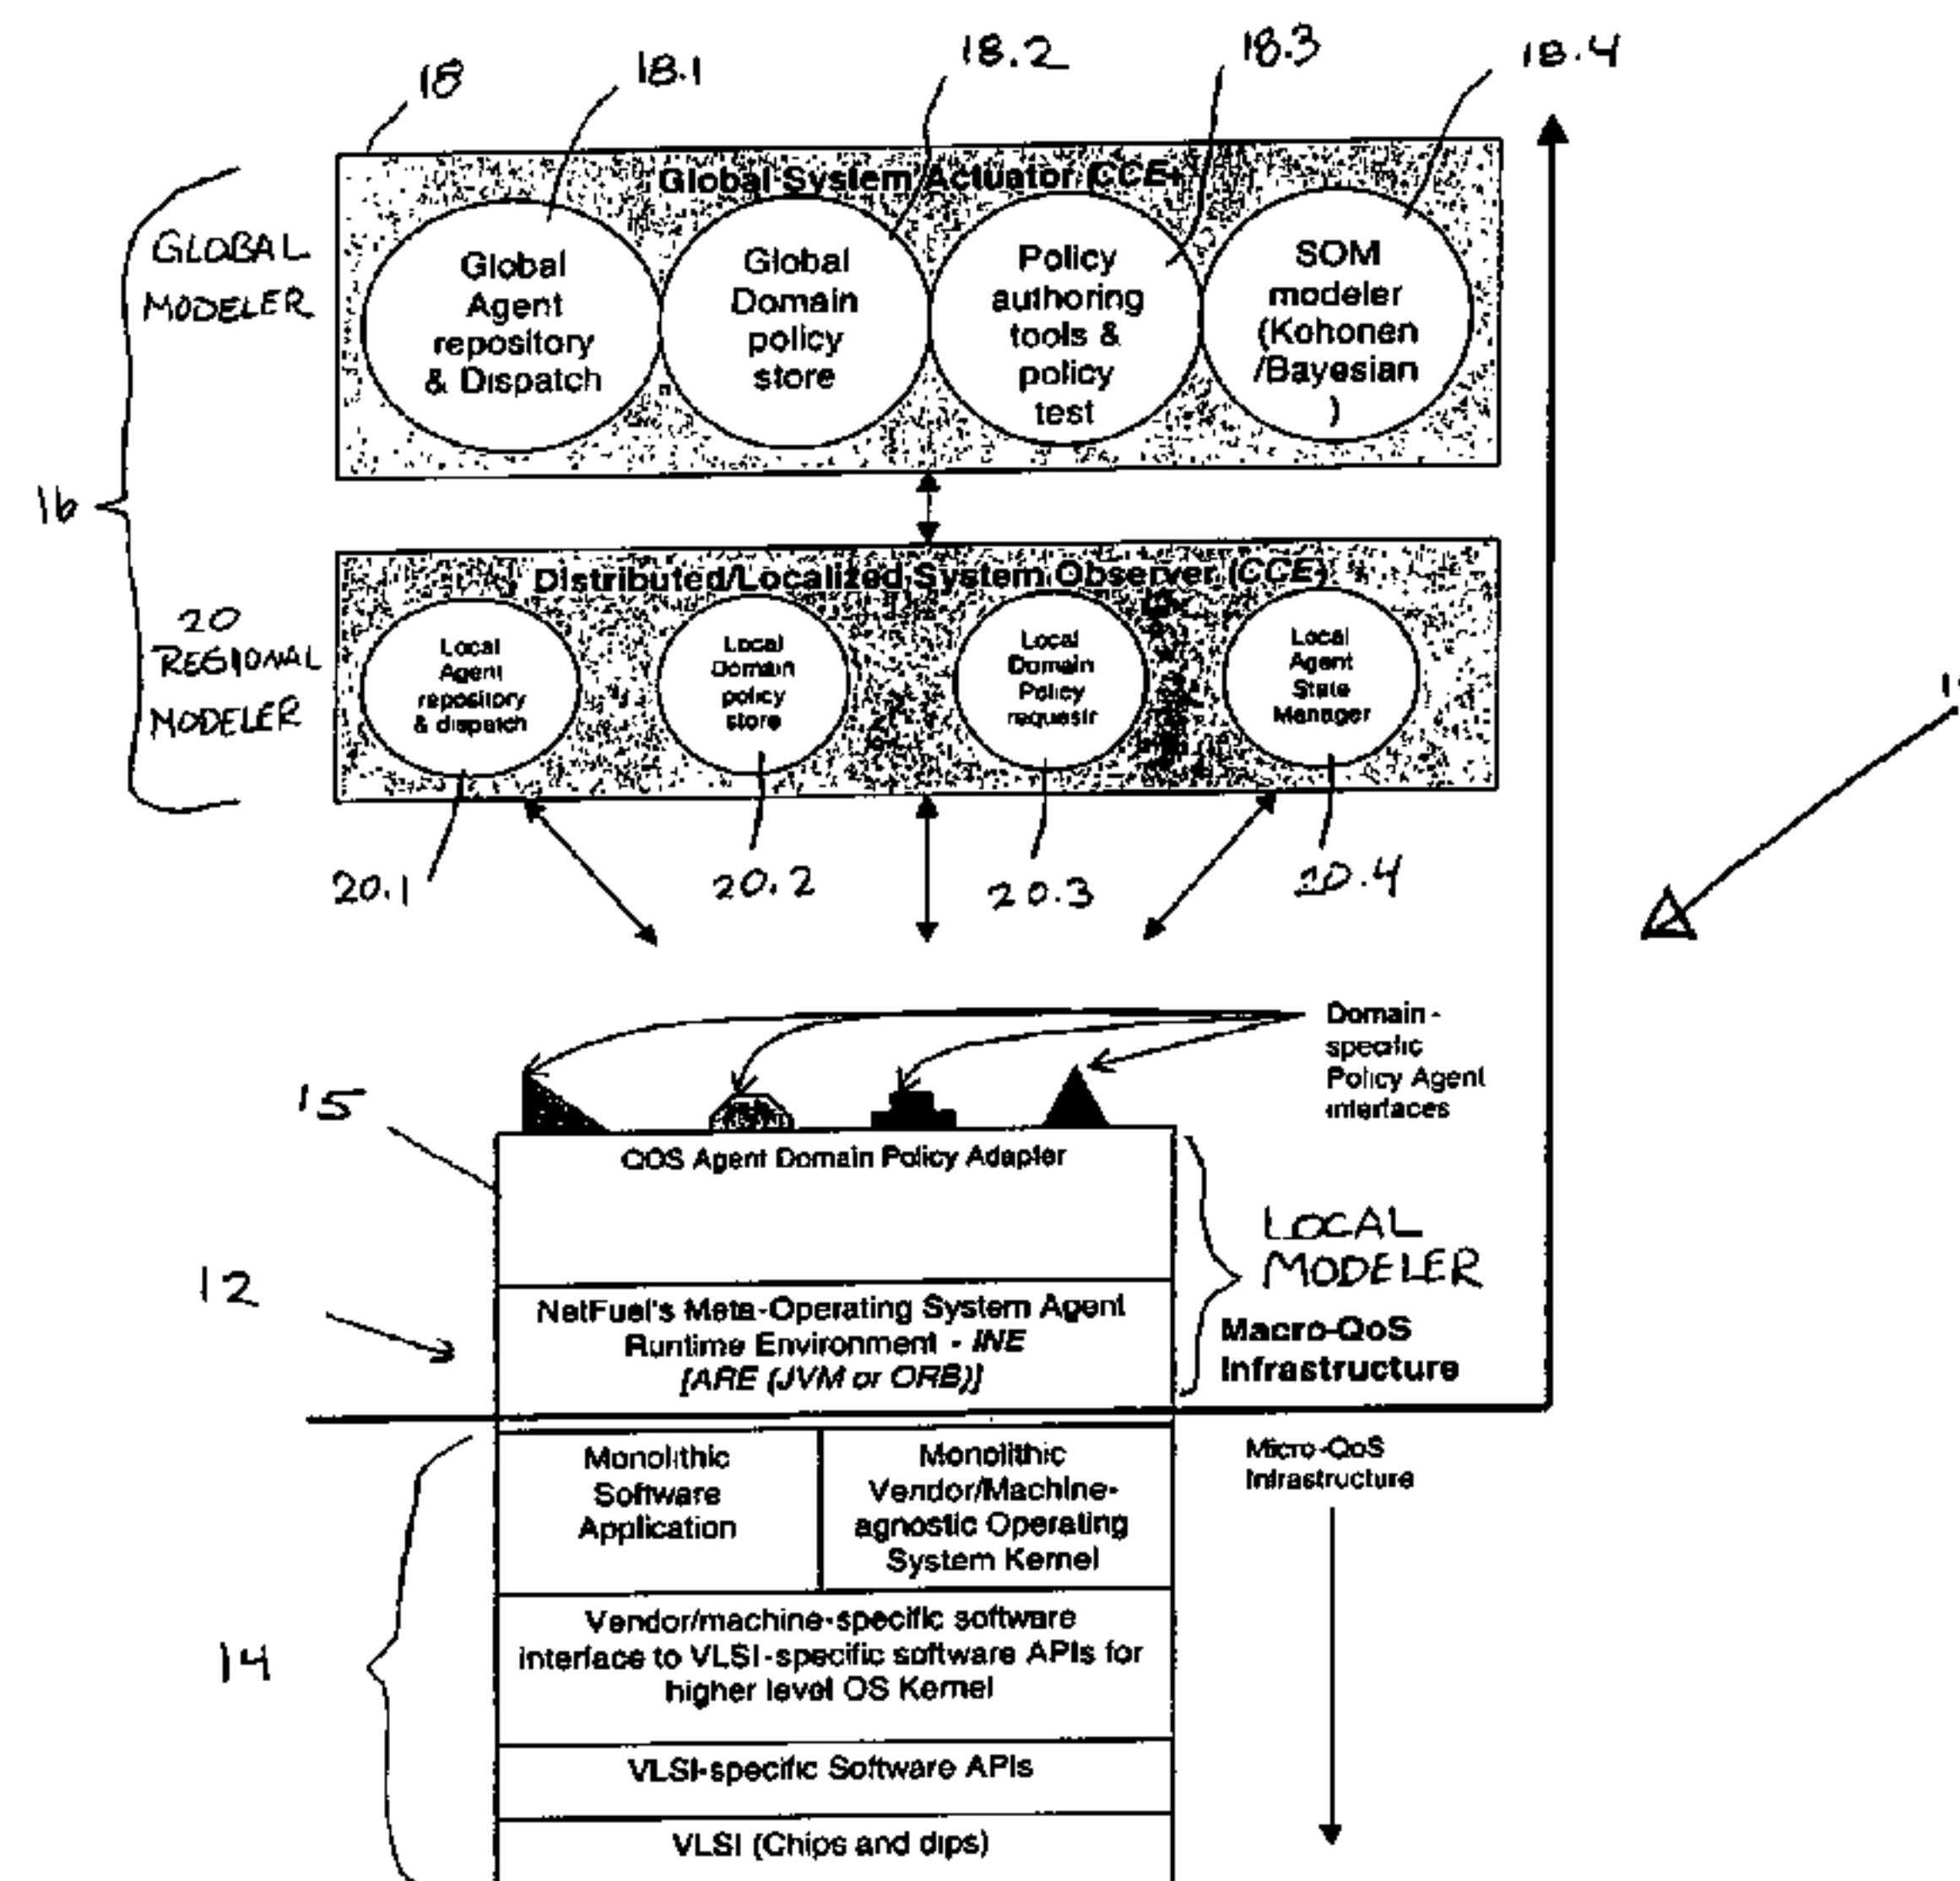 18
18.1
18.2
18.3
18.4
Global System Actuator (CCE)
GLOBAL
MODELER
Global
Agent
repository
& Dispatch
Global
Domain
policy
store
Policy
authoring
tools &
policy
test
SOM
modeler
(Kohonen
/Bayesian
)
16
Distributed/Localized System Observer (CCE)
20
REGIONAL
MODELER
Local
Agent
repository
& dispatch
Local
Domain
policy
store
Local
Domain
Policy
requestr
Local
Agent
State
Manager
20.1
20.2
20.3
20.4
Domain-
specific
Policy Agent
interfaces
15
QOS Agent Domain Policy Adapter
LOCAL
MODELER
12
NetFuel's Meta-Operating System Agent
Runtime Environment - INE
[ARE (JVM or ORB)]
Macro-QoS
Infrastructure
Monolithic
Software
Application
Monolithic
Vendor/Machine-
agnostic Operating
System Kernel
Micro-QoS
Infrastructure
14
Vendor/machine-specific software
interface to VLSI-specific software APIs for
higher level OS Kernel
VLSI-specific Software APIs
VLSI (Chips and dips)